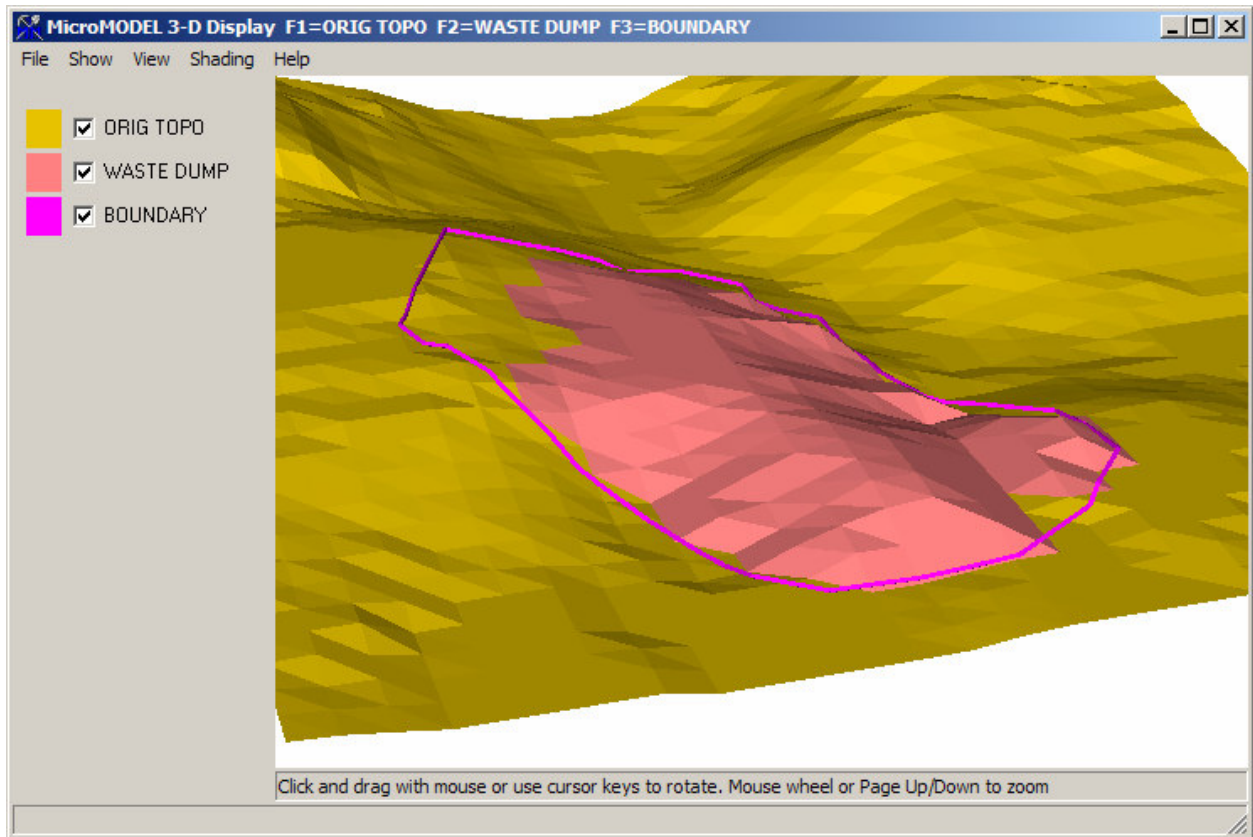 MicroMODEL 3-D Display F1=ORIG TOPO F2=WASTE DUMP F3=BOUNDARY
File Show View Shading Help
ORIG TOPO
WASTE DUMP
BOUNDARY
Click and drag with mouse or use cursor keys to rotate. Mouse wheel or Page Up/Down to zoom